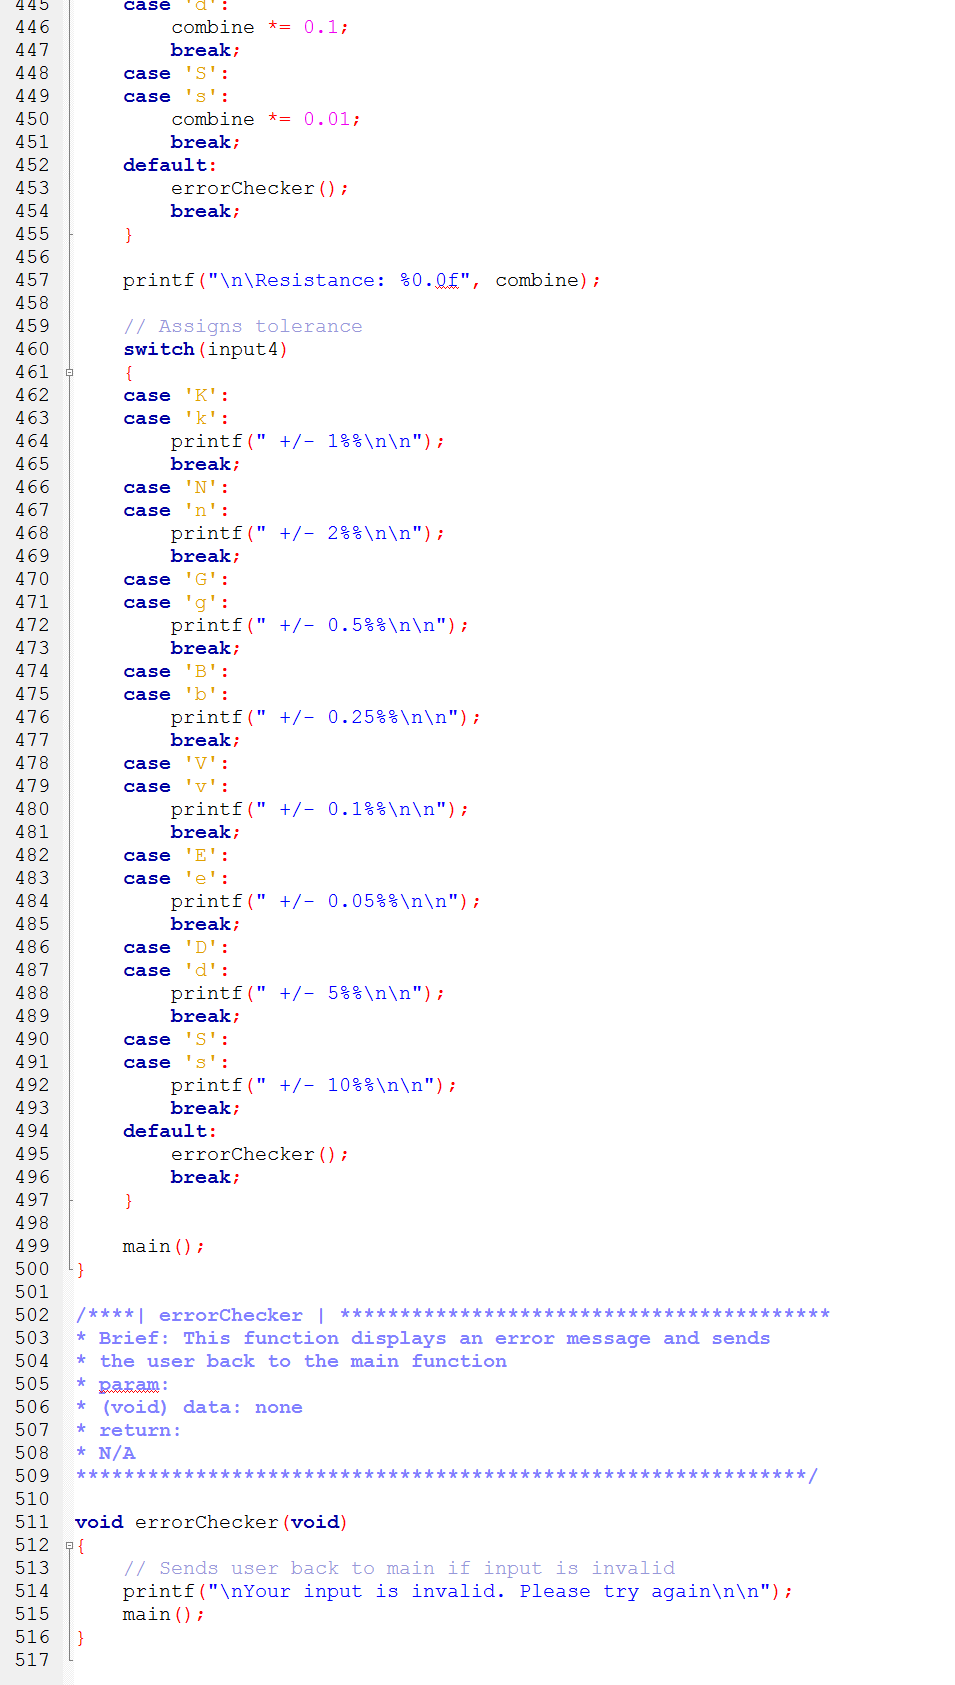 445     case 'd':
446         combine *= 0.1;
447         break;
448     case 'S':
449     case 's':
450         combine *= 0.01;
451         break;
452     default:
453         errorChecker();
454         break;
455     }
456
457     printf("\n\Resistance: %0.0f", combine);
458
459     // Assigns tolerance
460     switch(input4)
461     {
462     case 'K':
463     case 'k':
464         printf(" +/- 1%%\n\n");
465         break;
466     case 'N':
467     case 'n':
468         printf(" +/- 2%%\n\n");
469         break;
470     case 'G':
471     case 'g':
472         printf(" +/- 0.5%%\n\n");
473         break;
474     case 'B':
475     case 'b':
476         printf(" +/- 0.25%%\n\n");
477         break;
478     case 'V':
479     case 'v':
480         printf(" +/- 0.1%%\n\n");
481         break;
482     case 'E':
483     case 'e':
484         printf(" +/- 0.05%%\n\n");
485         break;
486     case 'D':
487     case 'd':
488         printf(" +/- 5%%\n\n");
489         break;
490     case 'S':
491     case 's':
492         printf(" +/- 10%%\n\n");
493         break;
494     default:
495         errorChecker();
496         break;
497     }
498
499     main();
500 }
501
502 /****| errorChecker | *****************************************
503 * Brief: This function displays an error message and sends
504 * the user back to the main function
505 * param:
506 * (void) data: none
507 * return:
508 * N/A
509 *************************************************************/
510
511 void errorChecker(void)
512 {
513     // Sends user back to main if input is invalid
514     printf("\nYour input is invalid. Please try again\n\n");
515     main();
516 }
517